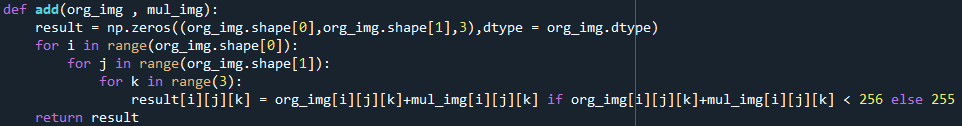 def add(org_img , mul_img):
    result = np.zeros((org_img.shape[0],org_img.shape[1],3),dtype = org_img.dtype)
    for i in range(org_img.shape[0]):
        for j in range(org_img.shape[1]):
            for k in range(3):
                result[i][j][k] = org_img[i][j][k]+mul_img[i][j][k] if org_img[i][j][k]+mul_img[i][j][k] < 256 else 255
    return result